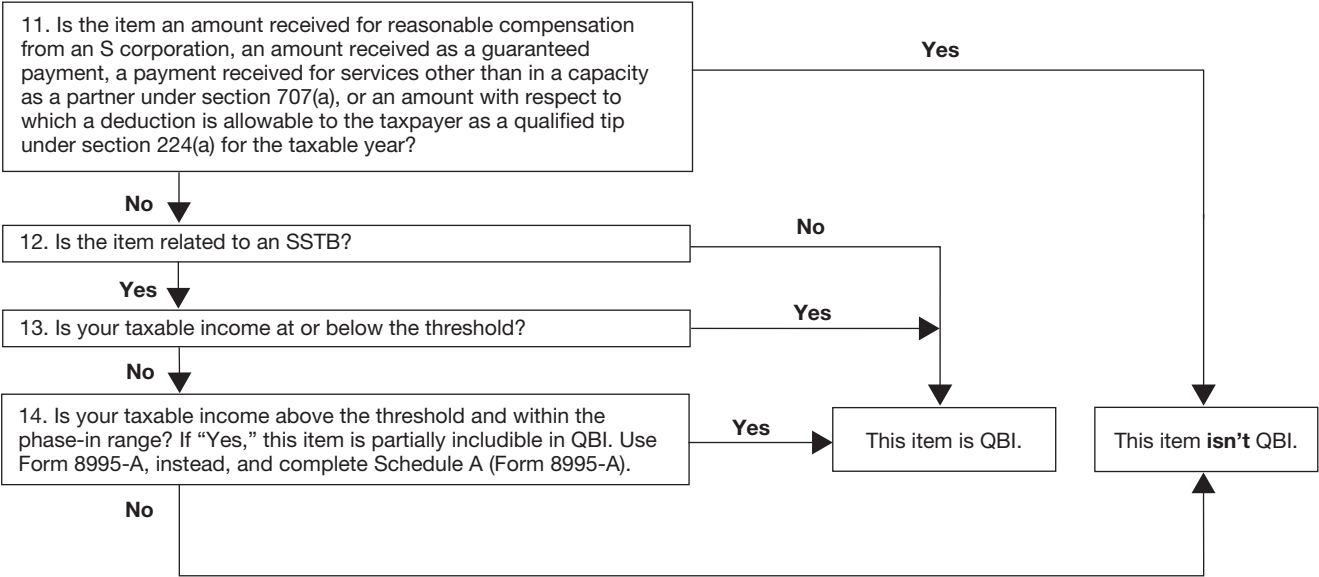 11. Is the item an amount received for reasonable compensation
from an S corporation, an amount received as a guaranteed
payment, a payment received for services other than in a capacity
as a partner under section 707(a), or an amount with respect to
which a deduction is allowable to the taxpayer as a qualified tip
under section 224(a) for the taxable year?
Yes
No
12. Is the item related to an SSTB?
No
Yes
13. Is your taxable income at or below the threshold?
Yes
No
14. Is your taxable income above the threshold and within the
phase-in range? If “Yes,” this item is partially includible in QBI. Use
Form 8995-A, instead, and complete Schedule A (Form 8995-A).
Yes
This item is QBI.
This item isn’t QBI.
No